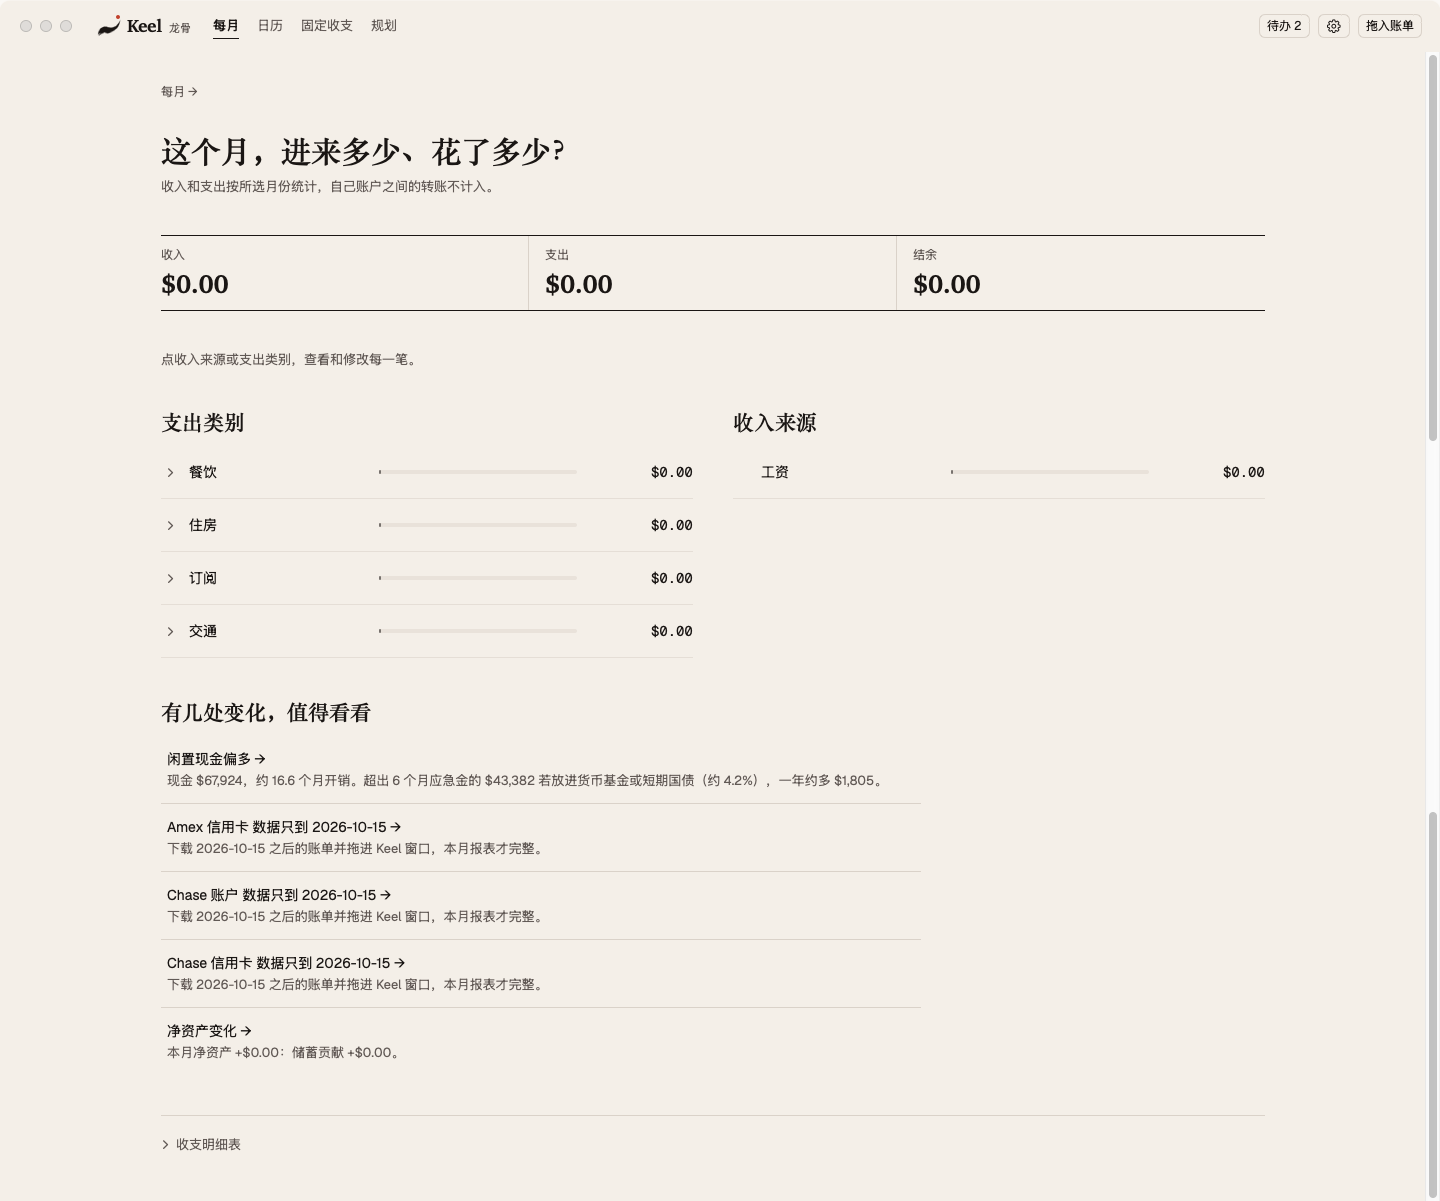 Keel 龙骨 每月 日历 固定收支 规划 待办 2 拖入账单
每月 →
这个月，进来多少、花了多少?
收入和支出按所选月份统计，自己账户之间的转账不计入。
收入 支出 结余
$0.00 $0.00 $0.00
点收入来源或支出类别，查看和修改每一笔。
支出类别 收入来源
餐饮 $0.00 工资 $0.00
住房 $0.00
订阅 $0.00
交通 $0.00
有几处变化，值得看看
闲置现金偏多 →
现金 $67,924，约 16.6 个月开销。超出 6 个月应急金的 $43,382 若放进货币基金或短期国债（约 4.2%），一年约多 $1,805。
Amex 信用卡 数据只到 2026-10-15 →
下载 2026-10-15 之后的账单并拖进 Keel 窗口，本月报表才完整。
Chase 账户 数据只到 2026-10-15 →
下载 2026-10-15 之后的账单并拖进 Keel 窗口，本月报表才完整。
Chase 信用卡 数据只到 2026-10-15 →
下载 2026-10-15 之后的账单并拖进 Keel 窗口，本月报表才完整。
净资产变化 →
本月净资产 +$0.00：储蓄贡献 +$0.00。
收支明细表